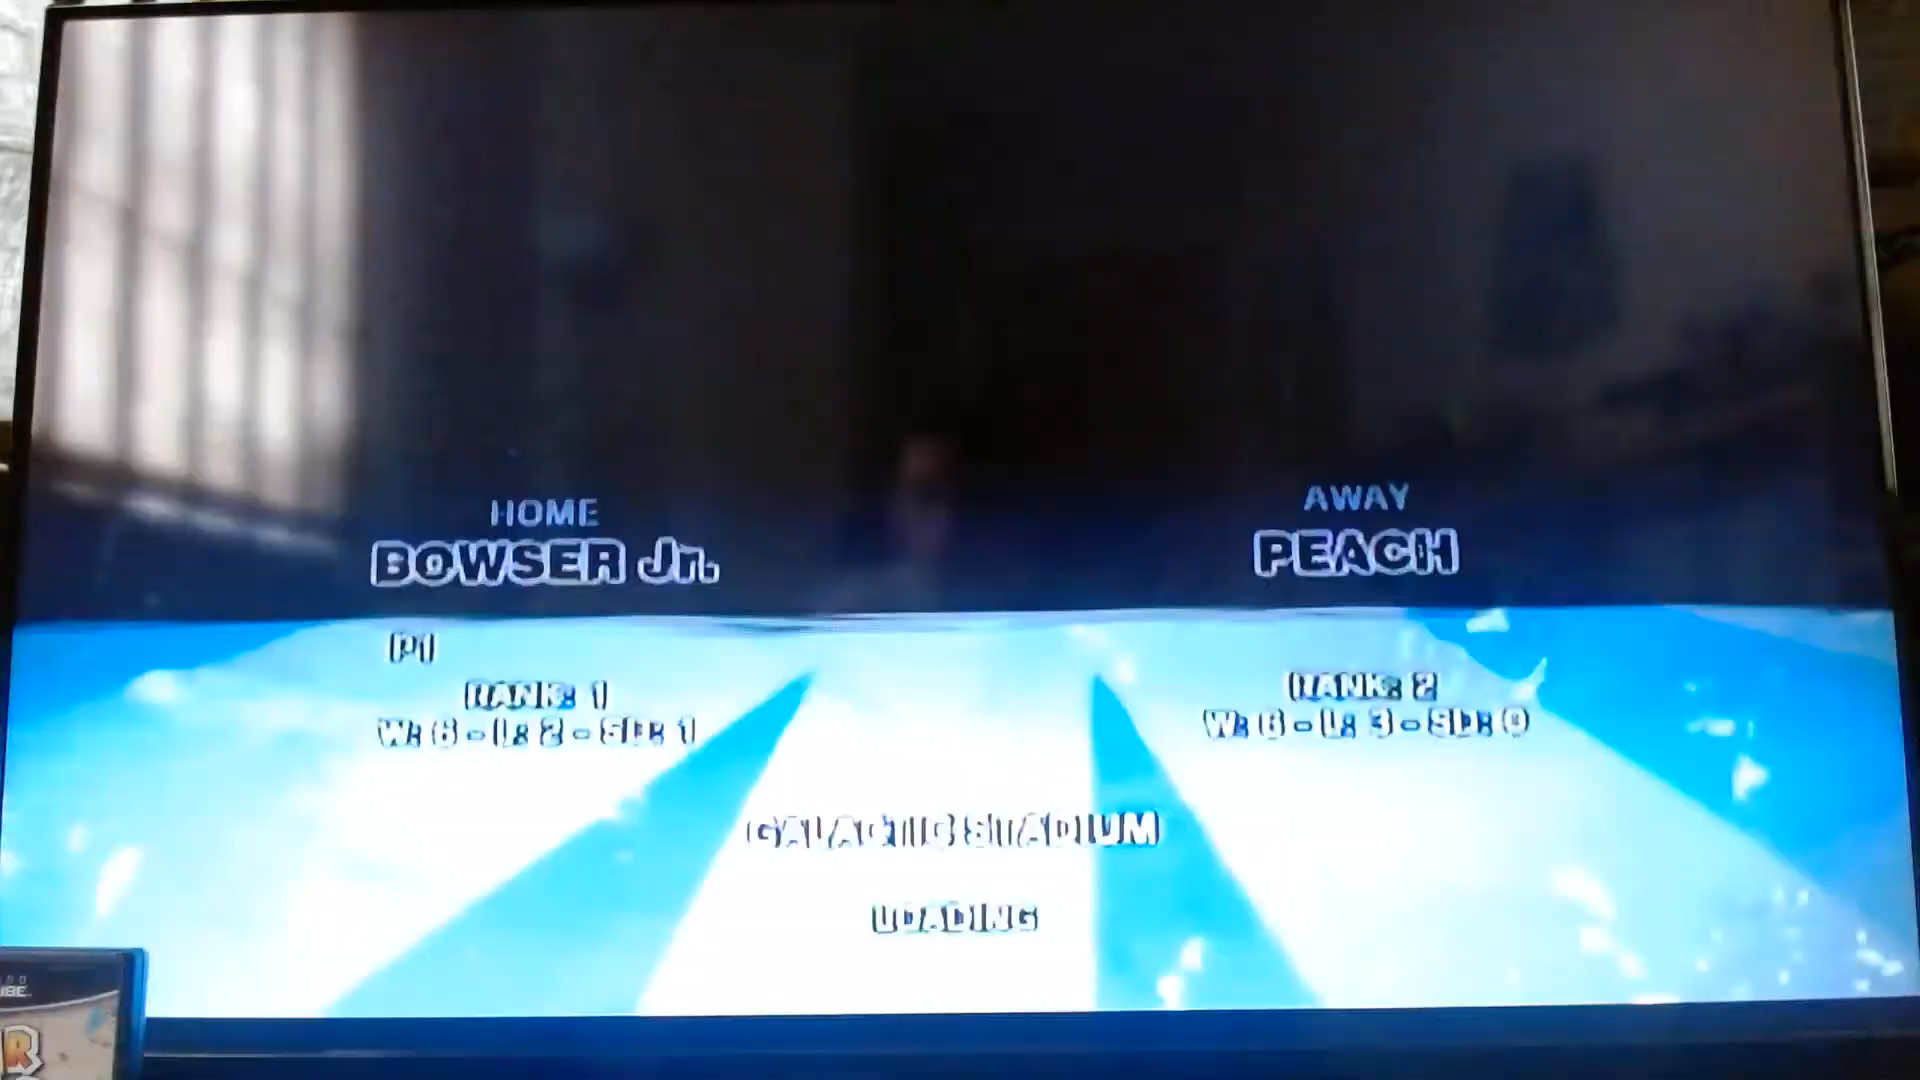 HOME
BOWSER Jr.
P1
RANK: 1
W: 6 - L: 2 - SD: 1
AWAY
PEACH
RANK: 2
W: 6 - L: 3 - SD: 0
GALACTIC STADIUM
LOADING
R